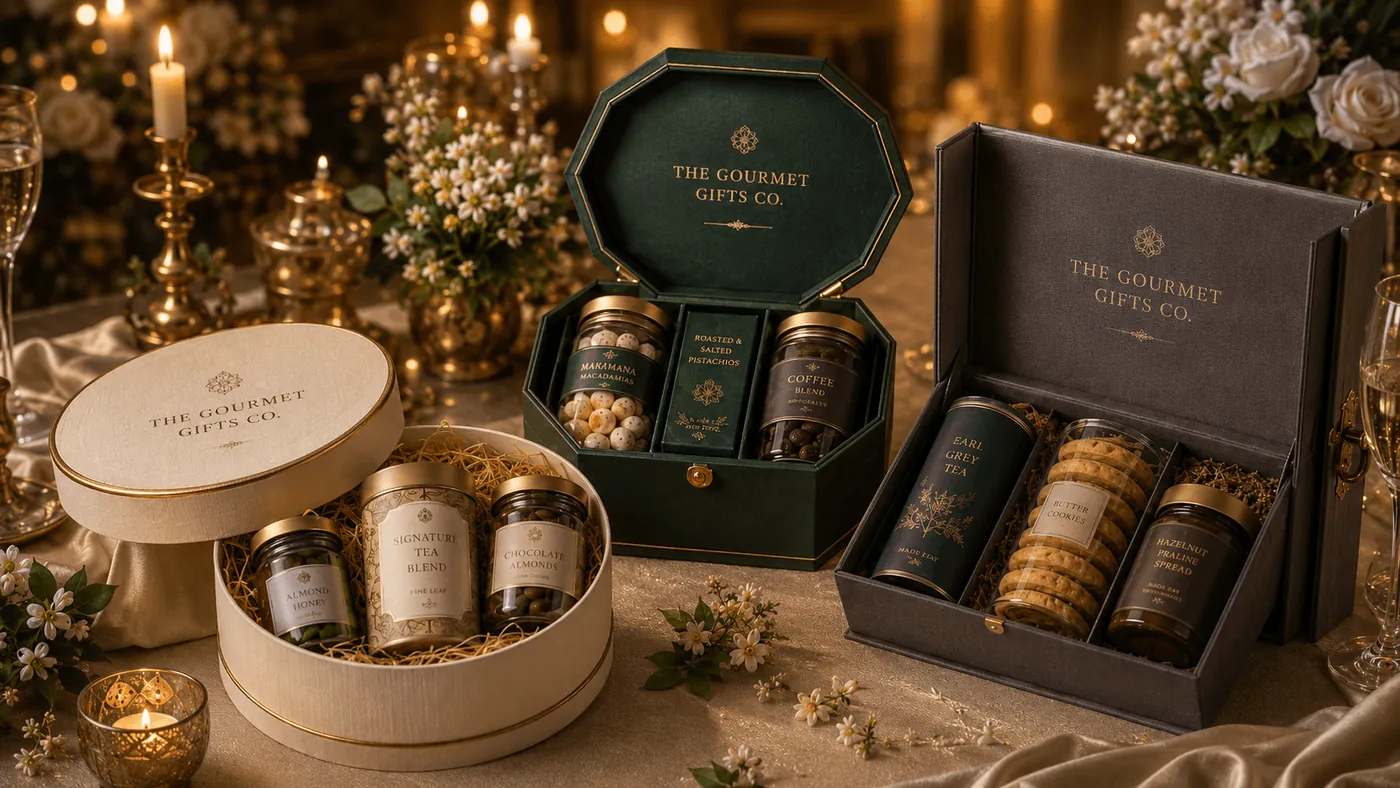 THE GOURMET
GIFTS CO.
ALMOND
HONEY
SIGNATURE
TEA
BLEND
PINE LEAF
CHOCOLATE
ALMONDS
THE GOURMET
GIFTS CO.
MAKAMANA
MACADAMIAS
ROASTED &
SALTED
PISTACHIOS
COFFEE
BLEND
THE GOURMET
GIFTS CO.
EARL
GREY
TEA
BUTTER
COOKIES
HAZELNUT
PRALINE
SPREAD